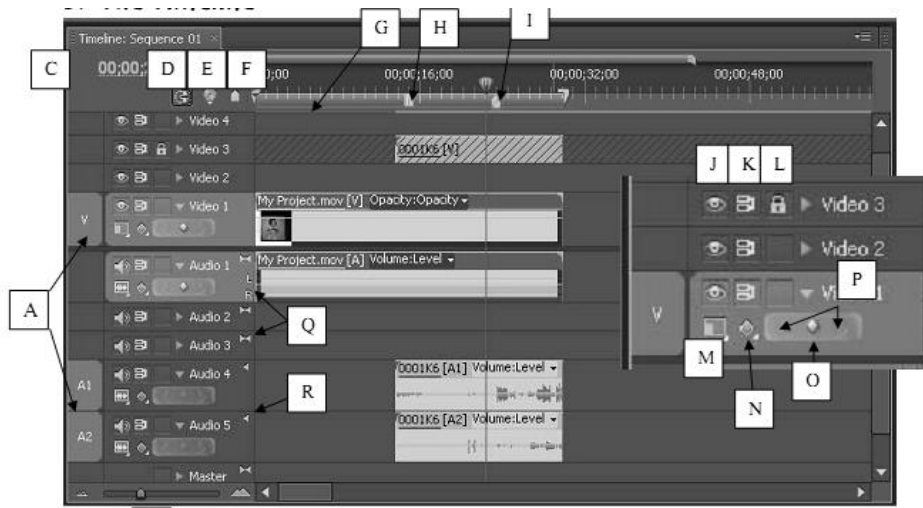 I
G H
Timeline: Sequence 01
C 00;00; D E F 0;00 00;00;16;00 00;00;32;00 00;00;48;00
Video 4
Video 3 0001K6 [V]
Video 2
V Video 1 My Project.mov [V] Opacity:Opacity
Audio 1 My Project.mov [A] Volume:Level
L
R
A
Audio 2 Q
Audio 3
A1 Audio 4 0001K6 [A1] Volume:Level
R
A2 Audio 5 0001K6 [A2] Volume:Level
Master
J K L
Video 3
Video 2
P
V
M N O